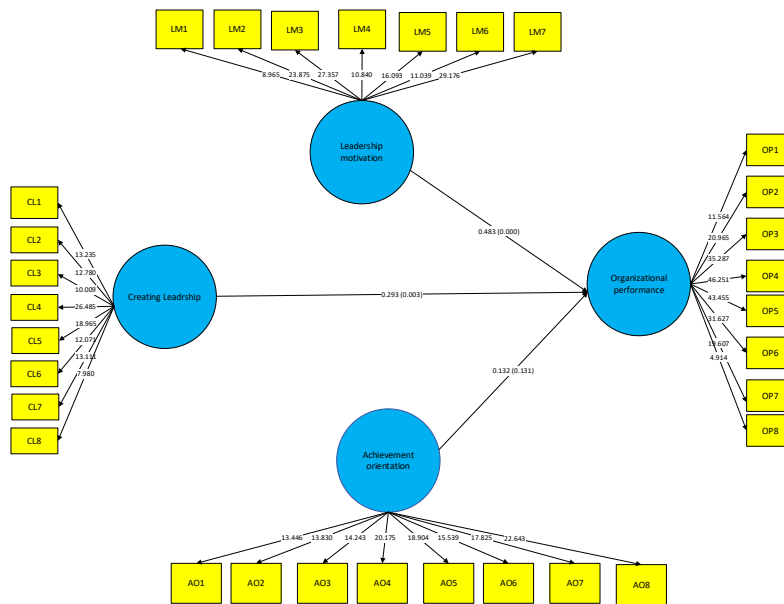 LM1
LM2
LM3
LM4
LM5
LM6
LM7
8.965
23.875
27.357
10.840
16.093
11.039
29.176
Leadership
motivation
CL1
CL2
CL3
CL4
CL5
CL6
CL7
CL8
13.235
12.780
10.009
26.485
18.965
12.071
13.111
7.980
Creating Leadrship
0.483 (0.000)
0.293 (0.003)
0.132 (0.131)
Organizational
performance
11.564
20.965
35.287
46.251
43.455
31.627
19.607
4.914
OP1
OP2
OP3
OP4
OP5
OP6
OP7
OP8
Achievement
orientation
13.446
13.830
14.243
20.175
18.904
15.539
17.825
22.643
AO1
AO2
AO3
AO4
AO5
AO6
AO7
AO8